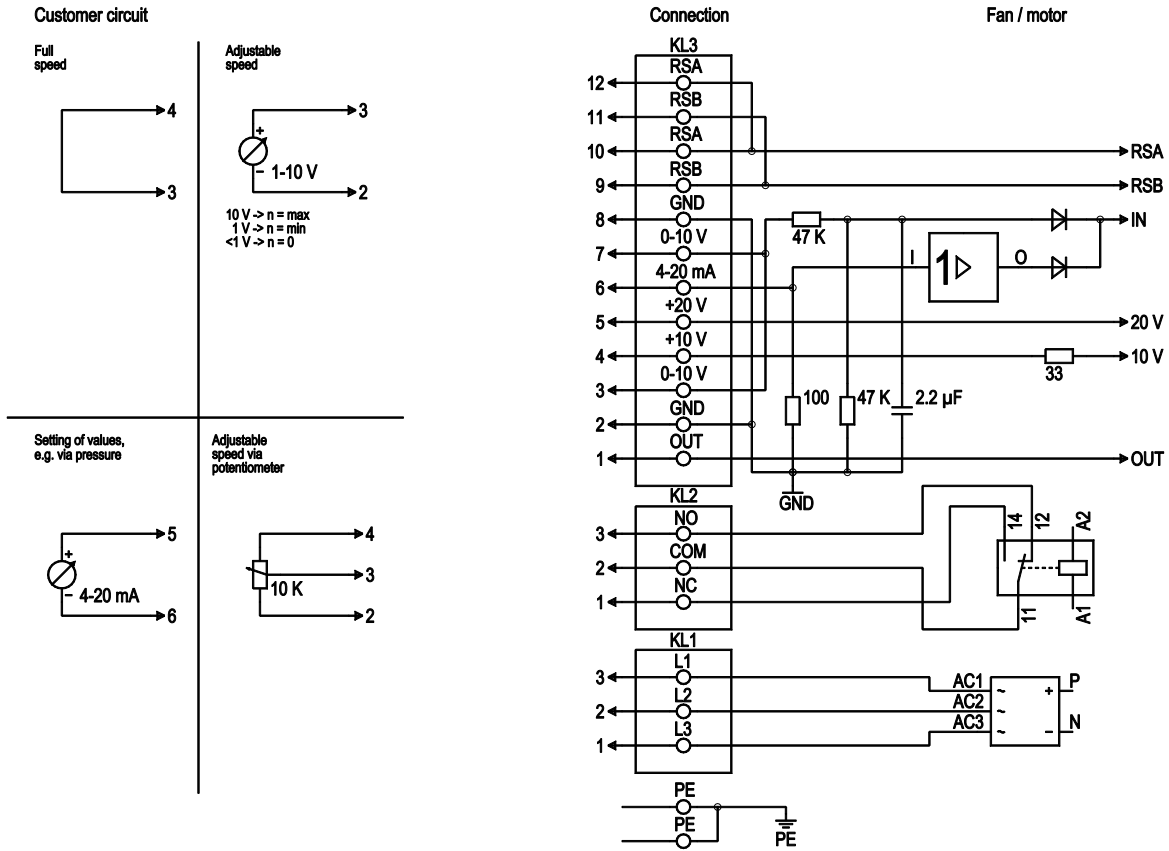 Customer circuit
Connection
Fan / motor
Full
speed
4
3
Adjustable
speed
3
+
1-10 V
–
2
10 V -> n = max
1 V -> n = min
<1 V -> n = 0
Setting of values,
e.g. via pressure
5
+
4-20 mA
–
6
Adjustable
speed via
potentiometer
4
3
10 K
2
KL3
RSA
12
RSB
11
RSA
10
RSA
RSB
9
RSB
GND
8
47 K
IN
0-10 V
7
I
1
O
4-20 mA
6
+20 V
5
20 V
+10 V
4
33
10 V
0-10 V
3
100
47 K
2.2 µF
GND
2
OUT
1
OUT
GND
KL2
NO
3
COM
2
NC
1
14
12
A2
11
A1
KL1
L1
3
L2
2
L3
1
AC1
AC2
AC3
~
~
~
+
–
P
N
PE
PE
PE